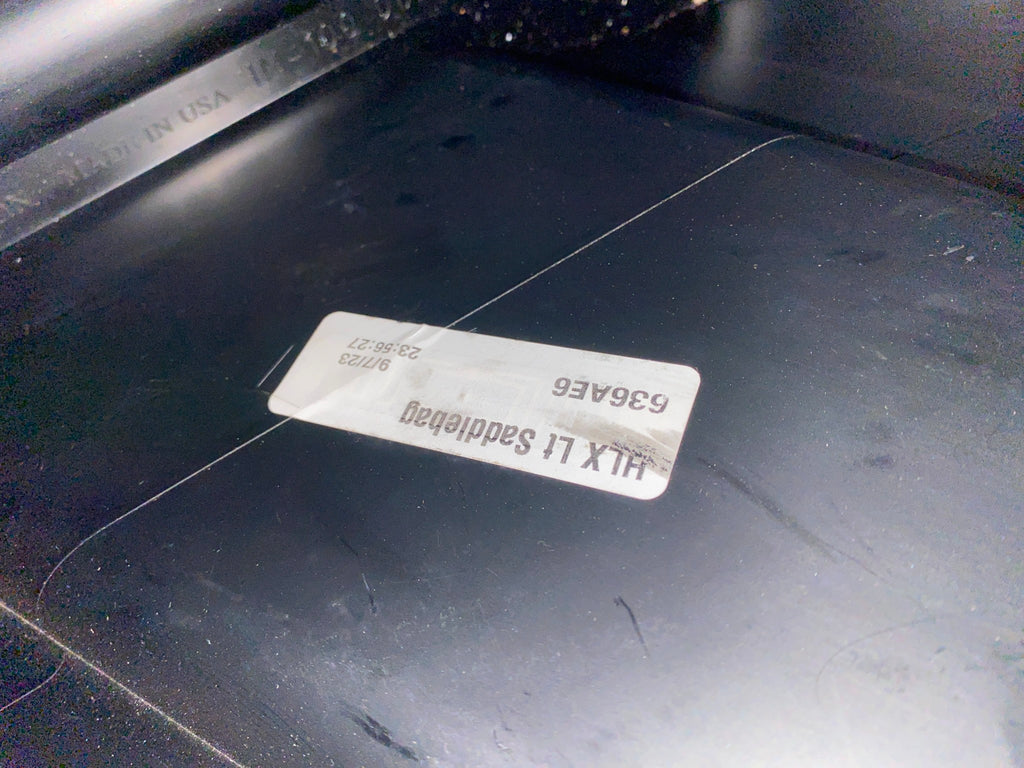 HLX Lt Saddlebag
636AE6
9/7/23
23:56:27
IN USA